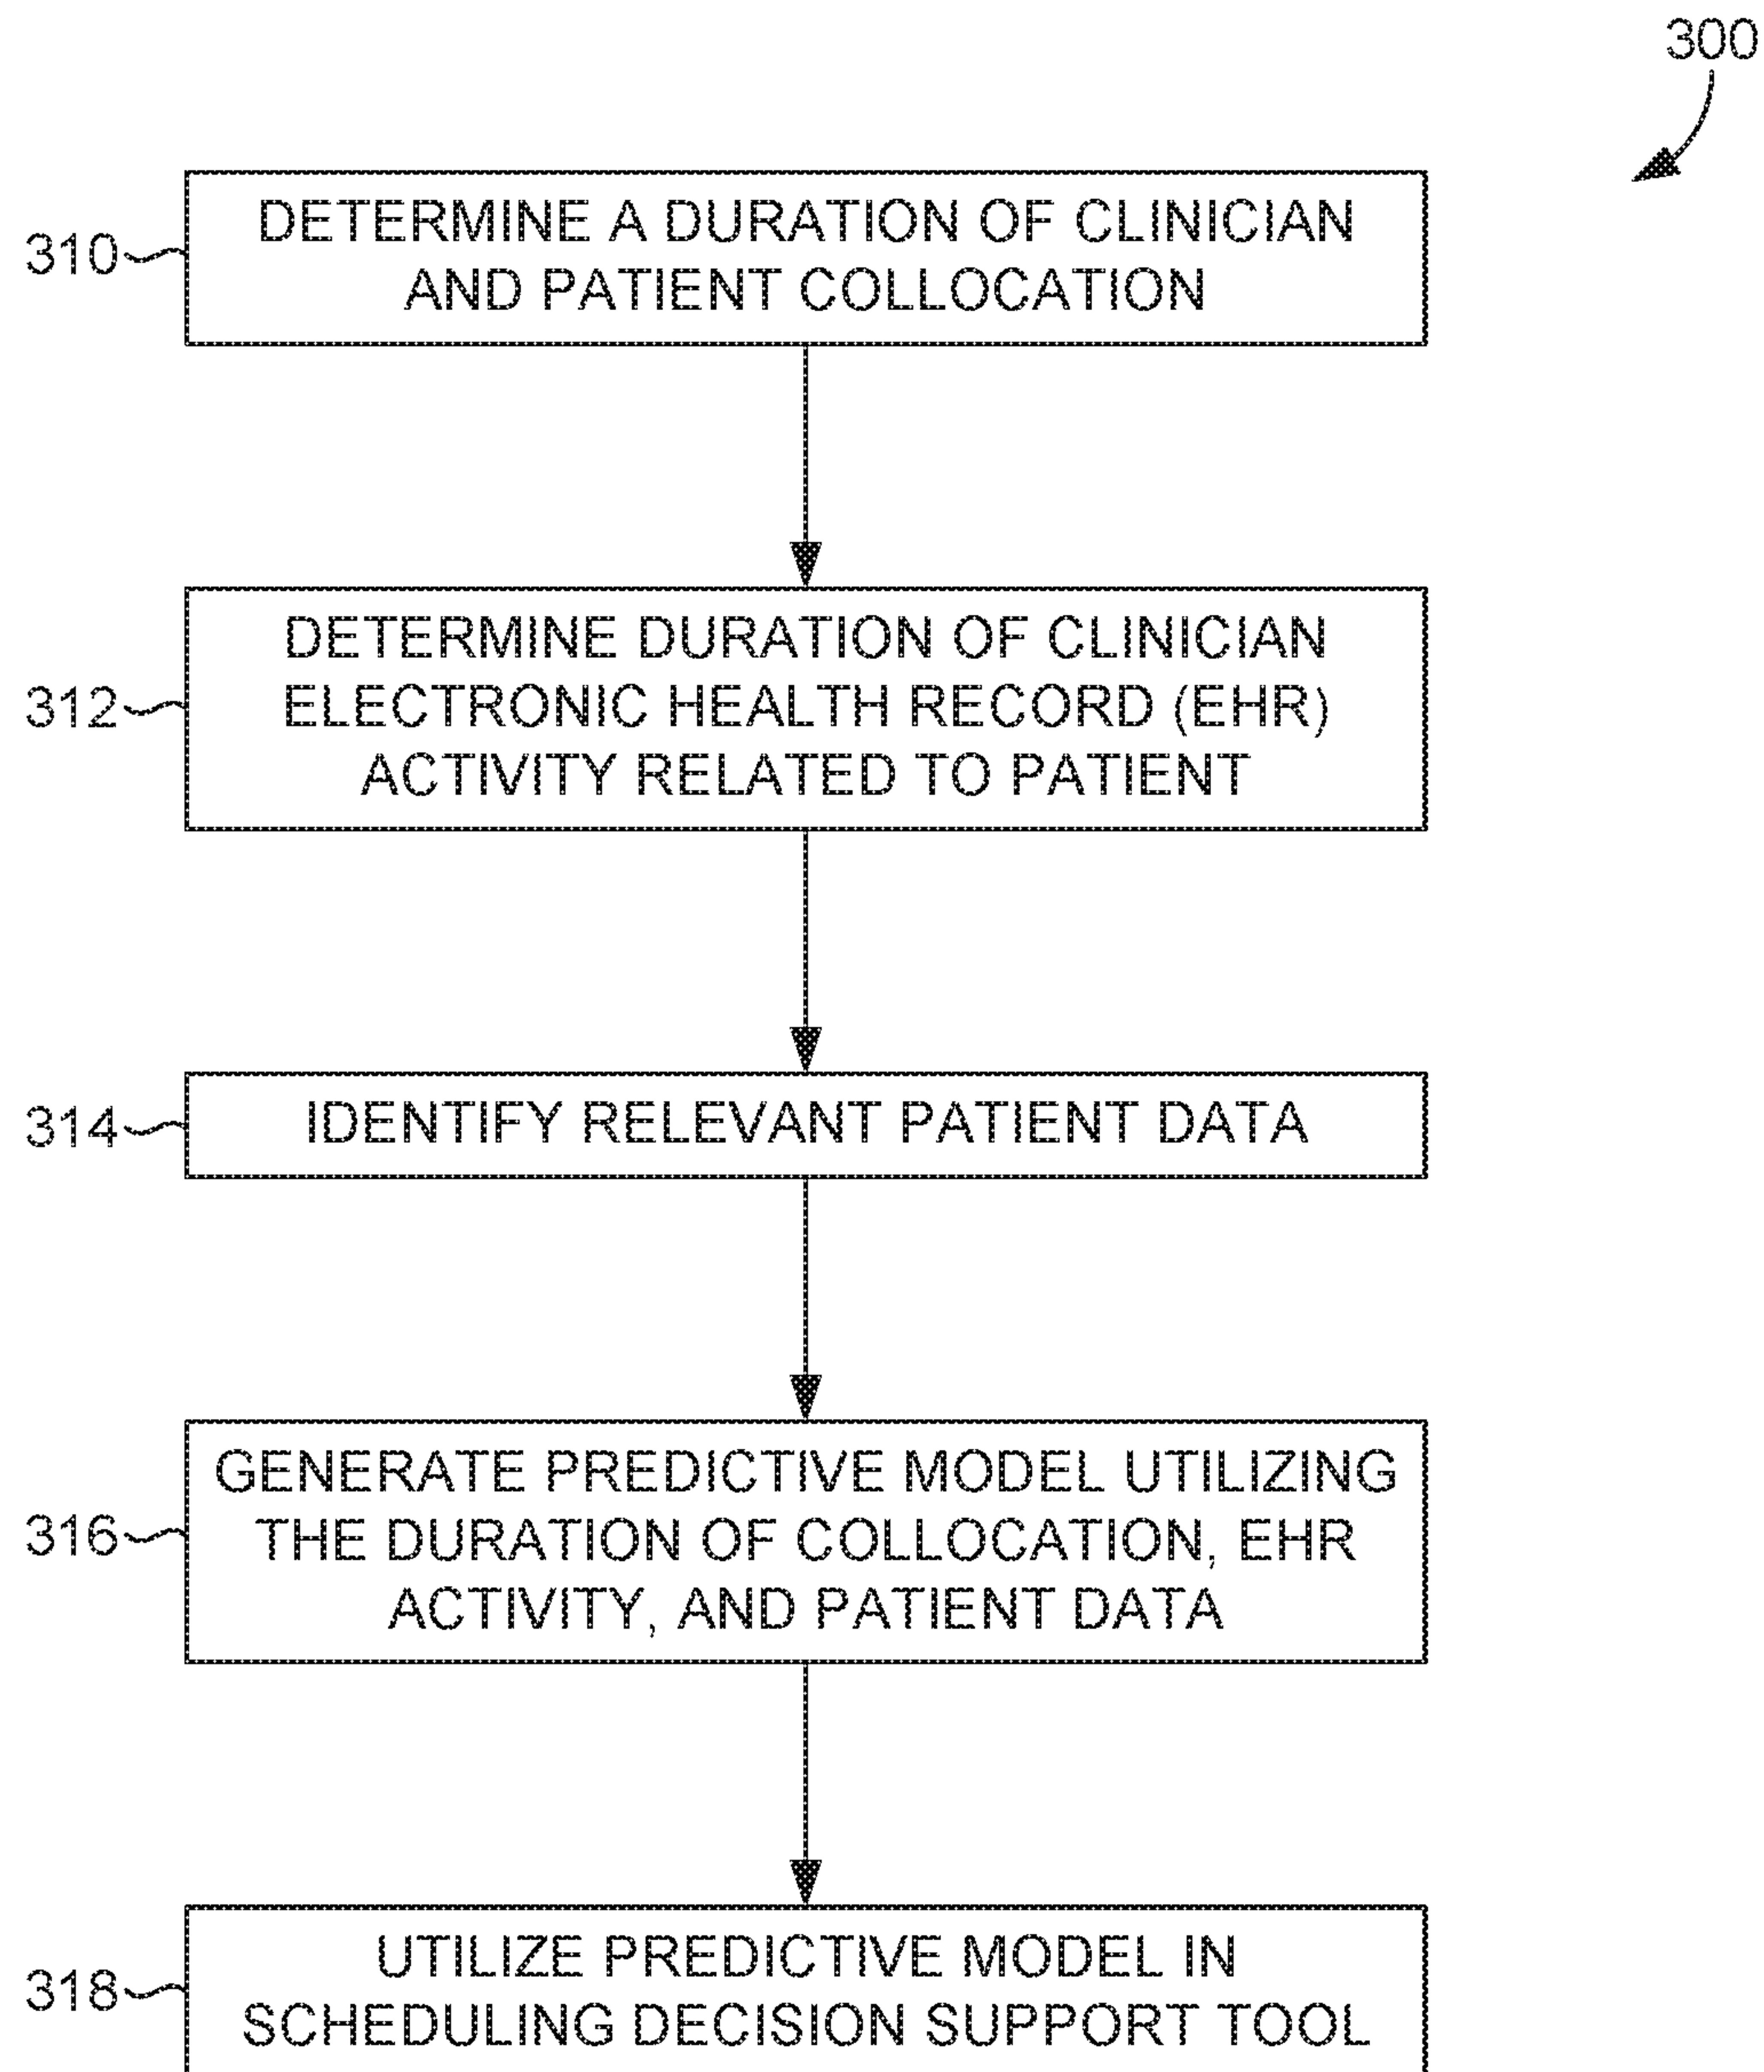 300
310
DETERMINE A DURATION OF CLINICIAN
AND PATIENT COLLOCATION
312
DETERMINE DURATION OF CLINICIAN
ELECTRONIC HEALTH RECORD (EHR)
ACTIVITY RELATED TO PATIENT
314
IDENTIFY RELEVANT PATIENT DATA
316
GENERATE PREDICTIVE MODEL UTILIZING
THE DURATION OF COLLOCATION, EHR
ACTIVITY, AND PATIENT DATA
318
UTILIZE PREDICTIVE MODEL IN
SCHEDULING DECISION SUPPORT TOOL